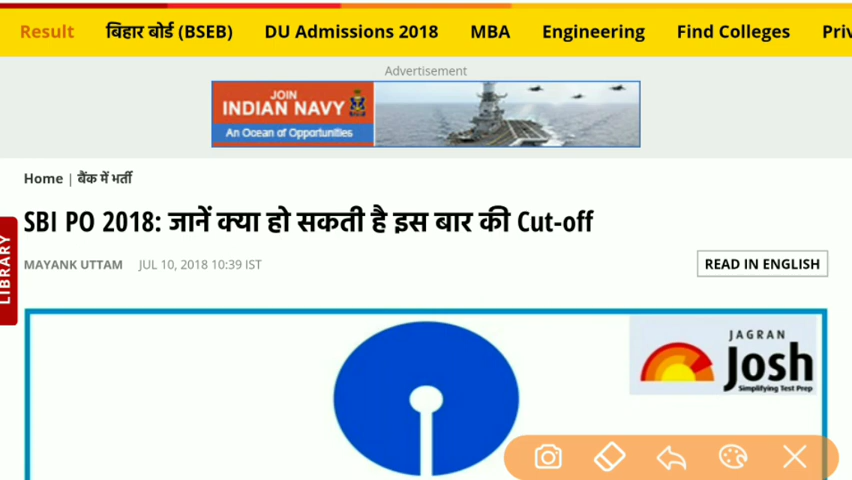 Result बिहार बोर्ड (BSEB) DU Admissions 2018 MBA Engineering Find Colleges Priv
Advertisement
JOIN
INDIAN NAVY
An Ocean of Opportunities
Home | बैंक में भर्ती
SBI PO 2018: जानें क्या हो सकती है इस बार की Cut-off
LIBRARY
MAYANK UTTAM JUL 10, 2018 10:39 IST
READ IN ENGLISH
JAGRAN
Josh
Simplifying Test Prep